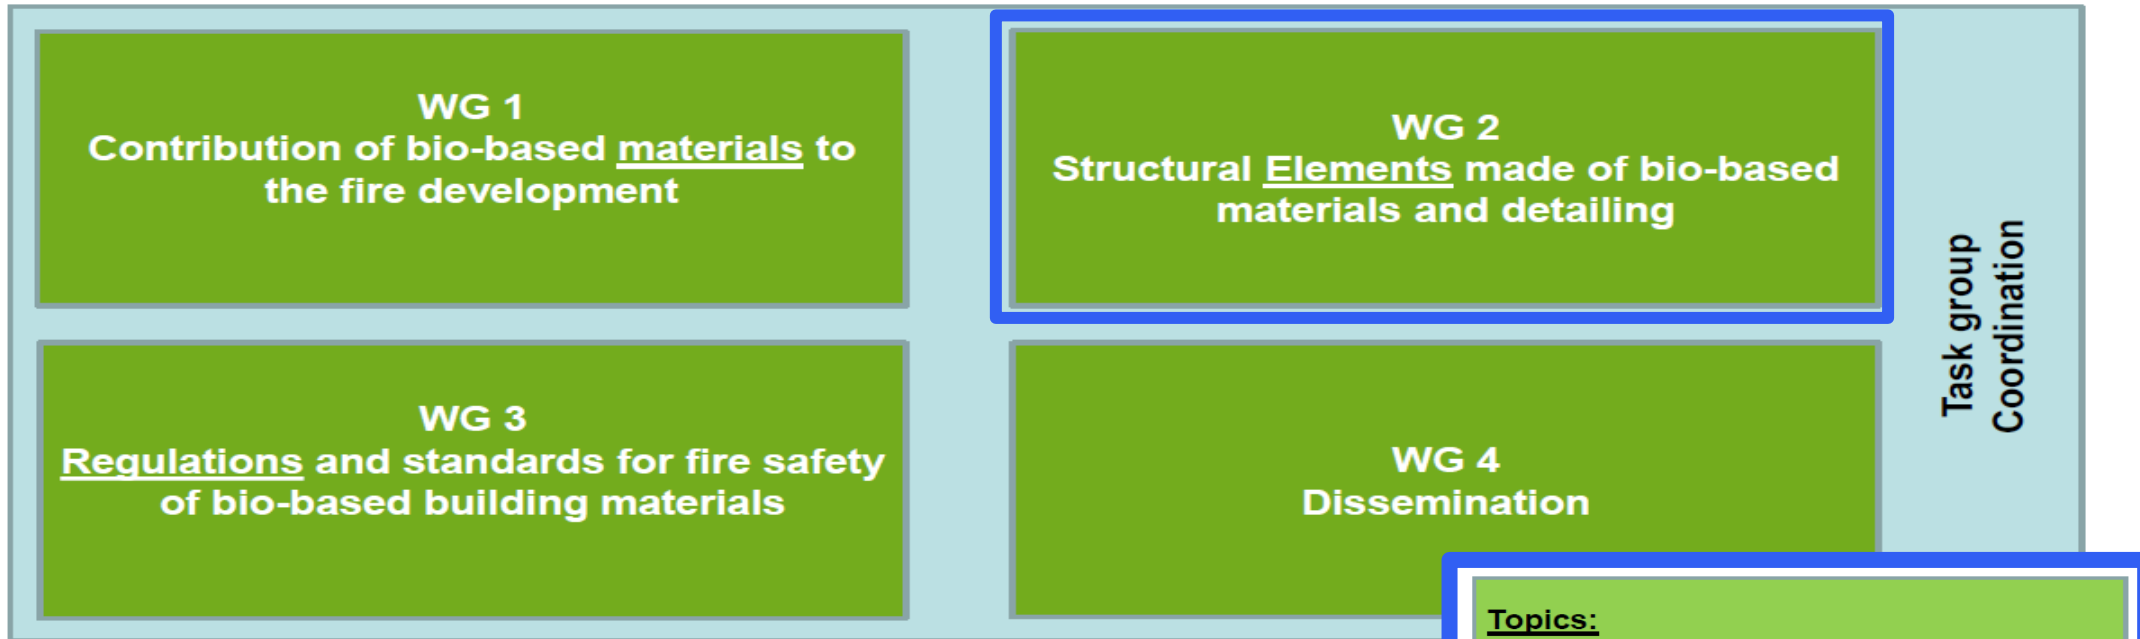 WG 1
Contribution of bio-based materials to
the fire development
WG 2
Structural Elements made of bio-based
materials and detailing
WG 3
Regulations and standards for fire safety
of bio-based building materials
WG 4
Dissemination
Task group
Coordination
Topics: